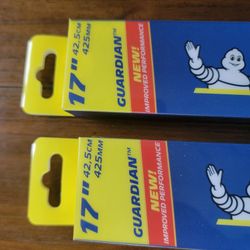 17" 42,5cm
425mm
GUARDIAN™
NEW!
IMPROVED PERFORMANCE
17" 42,5cm
425mm
GUARDIAN™
NEW!
IMPROVED PERFORMANCE